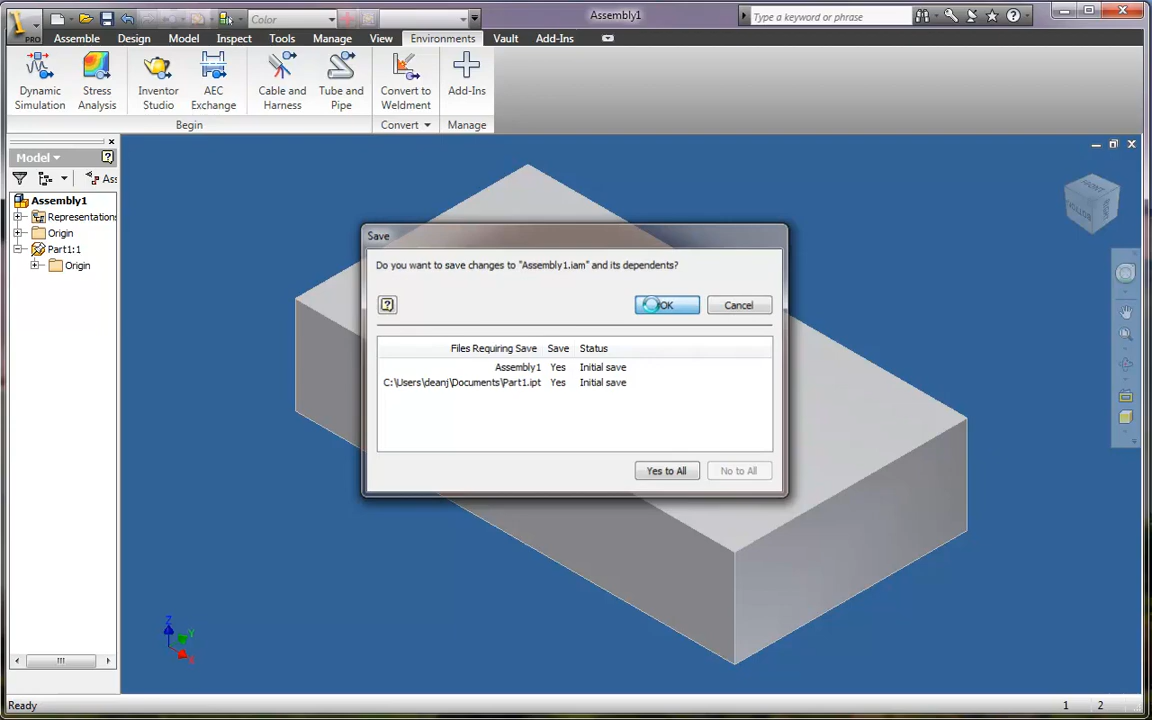 Color
Assembly1
Type a keyword or phrase
PRO
Assemble Design Model Inspect Tools Manage View Environments Vault Add-Ins
Dynamic Simulation
Stress Analysis
Inventor Studio
AEC Exchange
Cable and Harness
Tube and Pipe
Convert to Weldment
Add-Ins
Begin
Convert
Manage
Model
Ass
Assembly1
Representations
Origin
Part1:1
Origin
FRONT
BOTTOM
Save
Do you want to save changes to "Assembly1.iam" and its dependents?
OK
Cancel
Files Requiring Save Save Status
Assembly1 Yes Initial save
C:\Users\deanj\Documents\Part1.ipt Yes Initial save
Yes to All
No to All
Z
Y
X
Ready
1 2